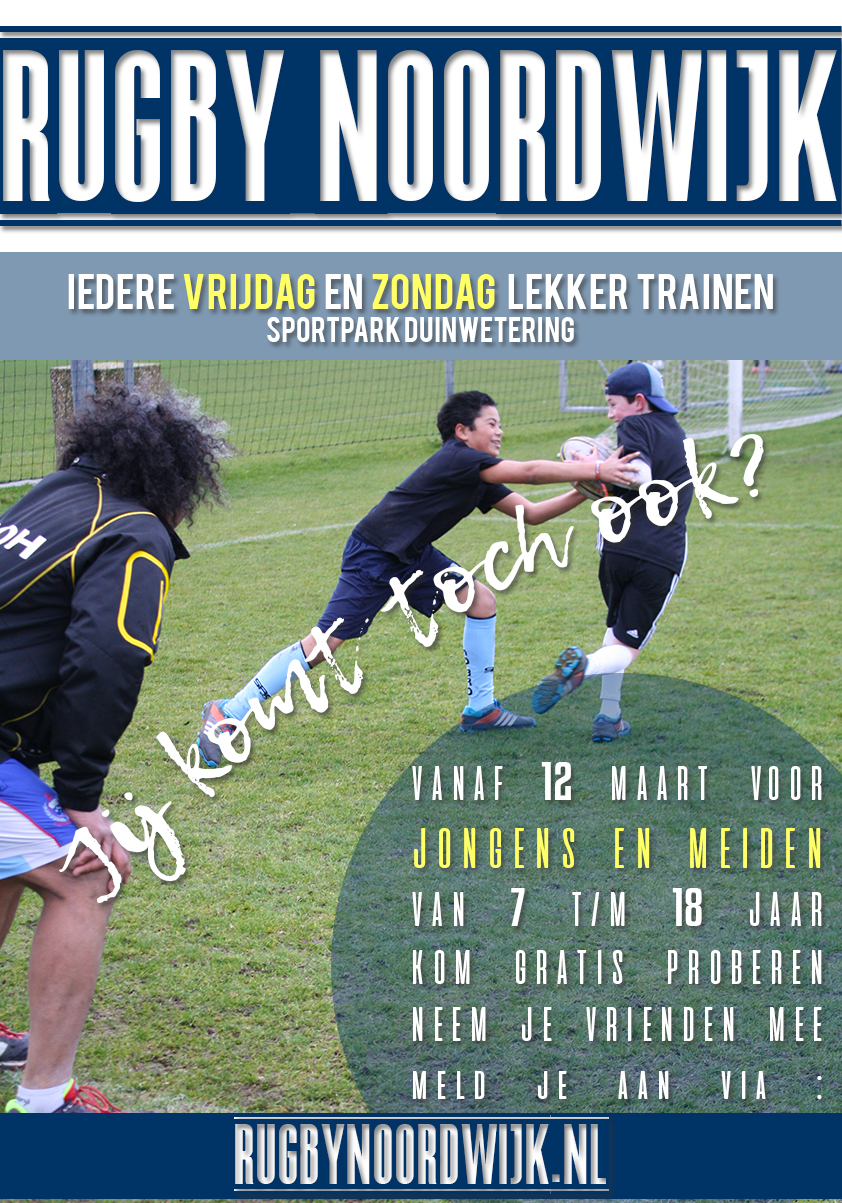 RUGBY NOORDWIJK
IEDERE VRIJDAG EN ZONDAG LEKKER TRAINEN
SPORTPARK DUINWETERING
Jij komt toch ook?
VANAF 12 MAART VOOR
JONGENS EN MEIDEN
VAN 7 T/M 18 JAAR
KOM GRATIS PROBEREN
NEEM JE VRIENDEN MEE
MELD JE AAN VIA :
RUGBYNOORDWIJK.NL